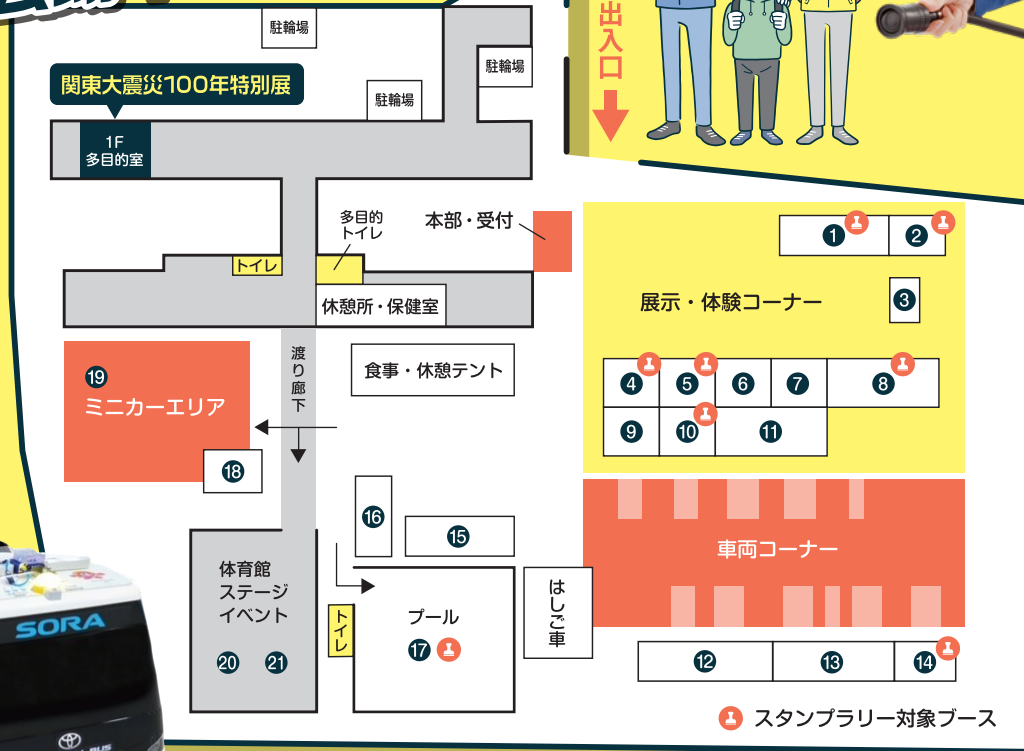 駐輪場
駐輪場
駐輪場
出入口
関東大震災100年特別展
1F
多目的室
多目的
トイレ
本部・受付
トイレ
休憩所・保健室
1
2
展示・体験コーナー
3
4
5
6
7
8
9
10
11
渡り廊下
食事・休憩テント
19
ミニカーエリア
18
16
15
車両コーナー
体育館
ステージ
イベント
20
21
トイレ
プール
17
はしご車
12
13
14
スタンプラリー対象ブース
SORA
BUS